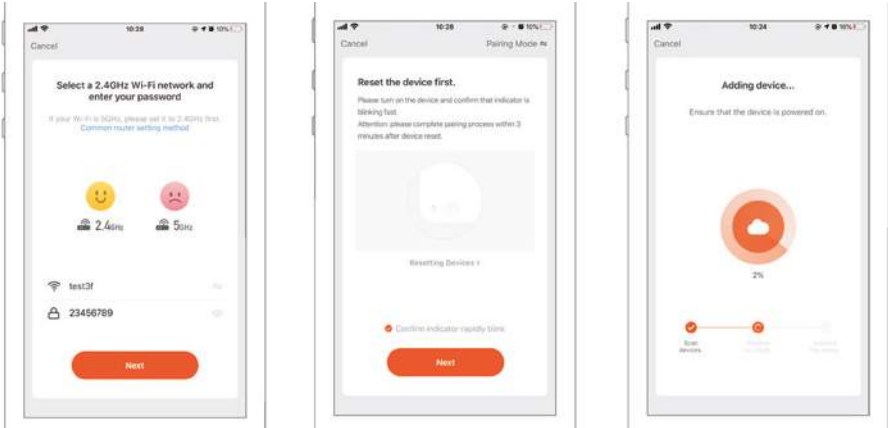 10:28
10%
Cancel
Select a 2.4GHz Wi-Fi network and
enter your password
If your Wi-Fi is 5GHz, please set it to 2.4GHz first.
Common router setting method
2.4GHz
5GHz
test3f
23456789
Next
10:28
10%
Cancel
Pairing Mode
Reset the device first.
Please turn on the device and confirm that indicator is
blinking fast.
Attention: please complete pairing process within 3
minutes after device reset.
Resetting Devices >
Confirm indicator rapidly blink
Next
10:24
10%
Cancel
Adding device...
Ensure that the device is powered on.
2%
Scan
devices.